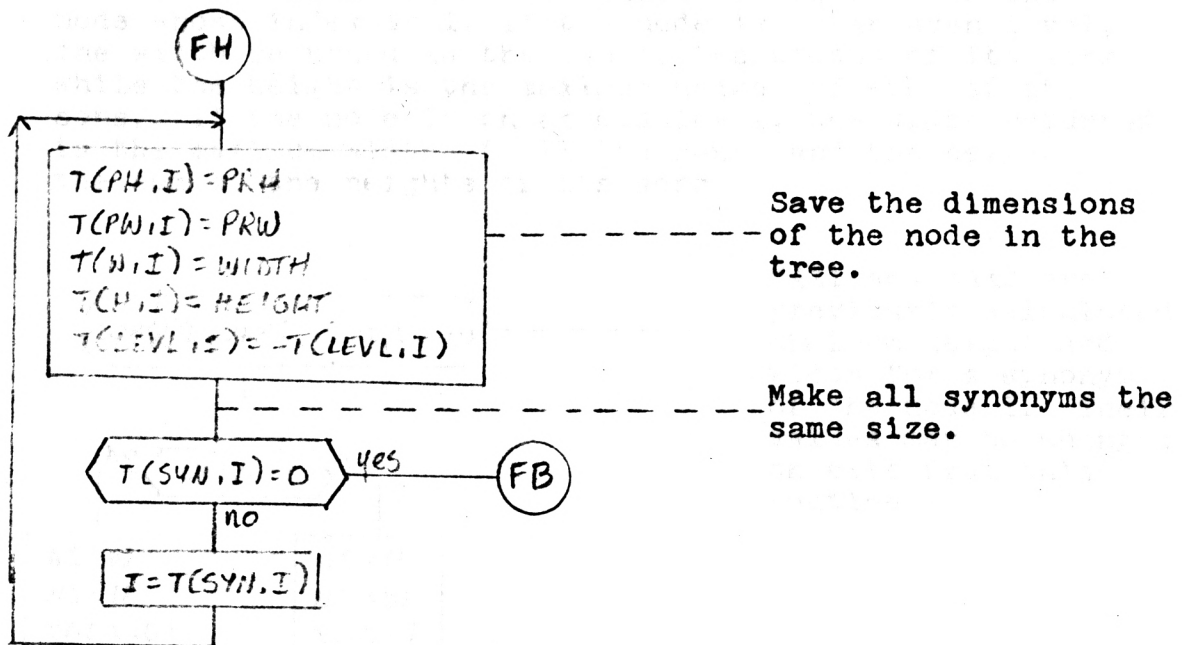 FH
T(PH,I)=PRH
T(PW,I)=PRW
T(W,I)=WIDTH
T(H,I)=HEIGHT
T(LEVL,I)=-T(LEVL,I)
Save the dimensions
of the node in the
tree.
Make all synonyms the
same size.
T(SYN,I)=0
yes
FB
no
I=T(SYN,I)